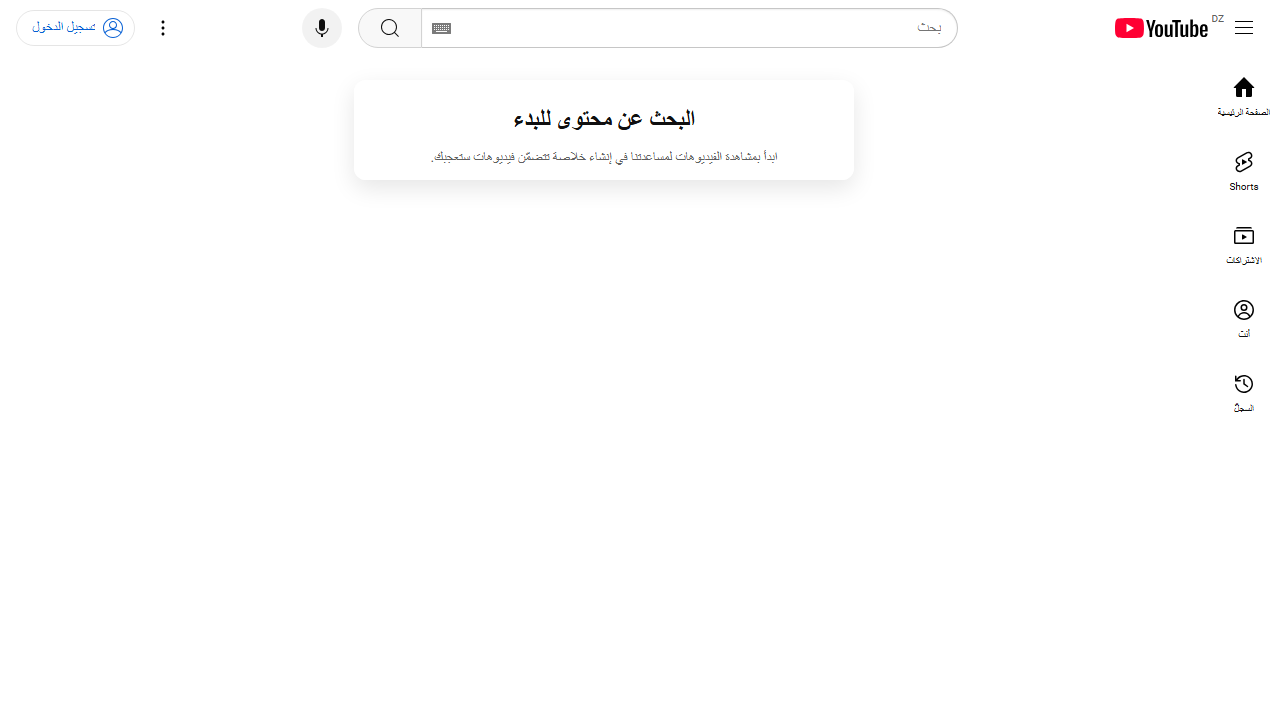 YouTube DZ
بحث
تسجيل الدخول
الصفحة الرئيسية
Shorts
الاشتراكات
أنت
السجلّ
البحث عن محتوى للبدء
ابدأ بمشاهدة الفيديوهات لمساعدتنا في إنشاء خلاصة تتضمّن فيديوهات ستعجبك.